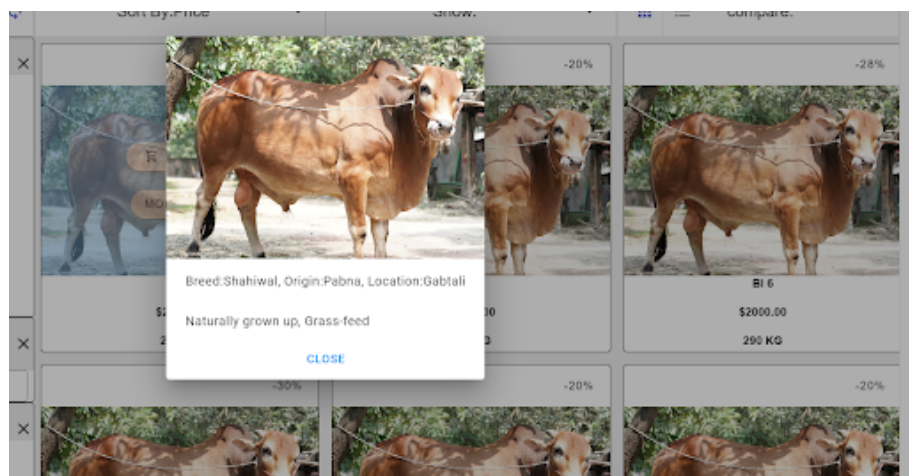 Sort By:Price
Show:
compare:
-20%
-28%
MO
Breed:Shahiwal, Origin:Pabna, Location:Gabtali
Naturally grown up, Grass-feed
CLOSE
BI 6
$2000.00
290 KG
-30%
-20%
-20%